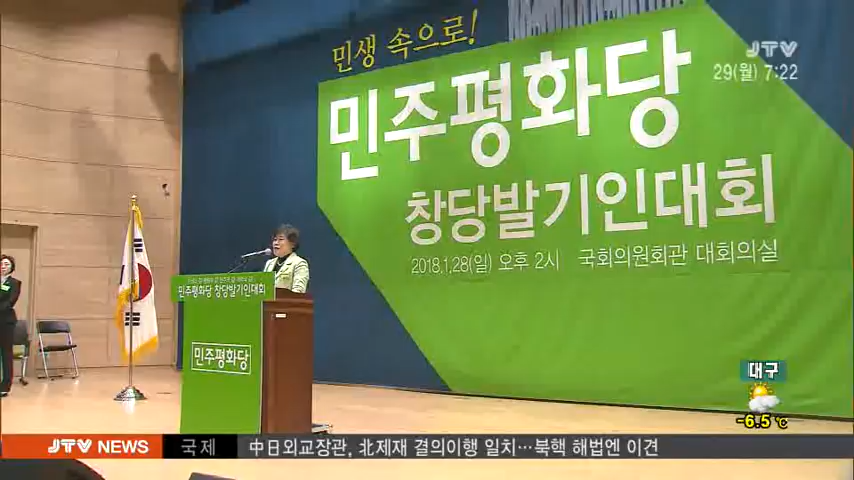 민생 속으로!
JTV
29(월) 7:22
민주평화당
창당발기인대회
2018.1.28(일) 오후 2시 국회의원회관 대회의실
민주평화당 창당발기인대회
민주평화당
대구
-6.5℃
JTV NEWS 국 제 中日외교장관, 北제재 결의이행 일치…북핵 해법엔 이견